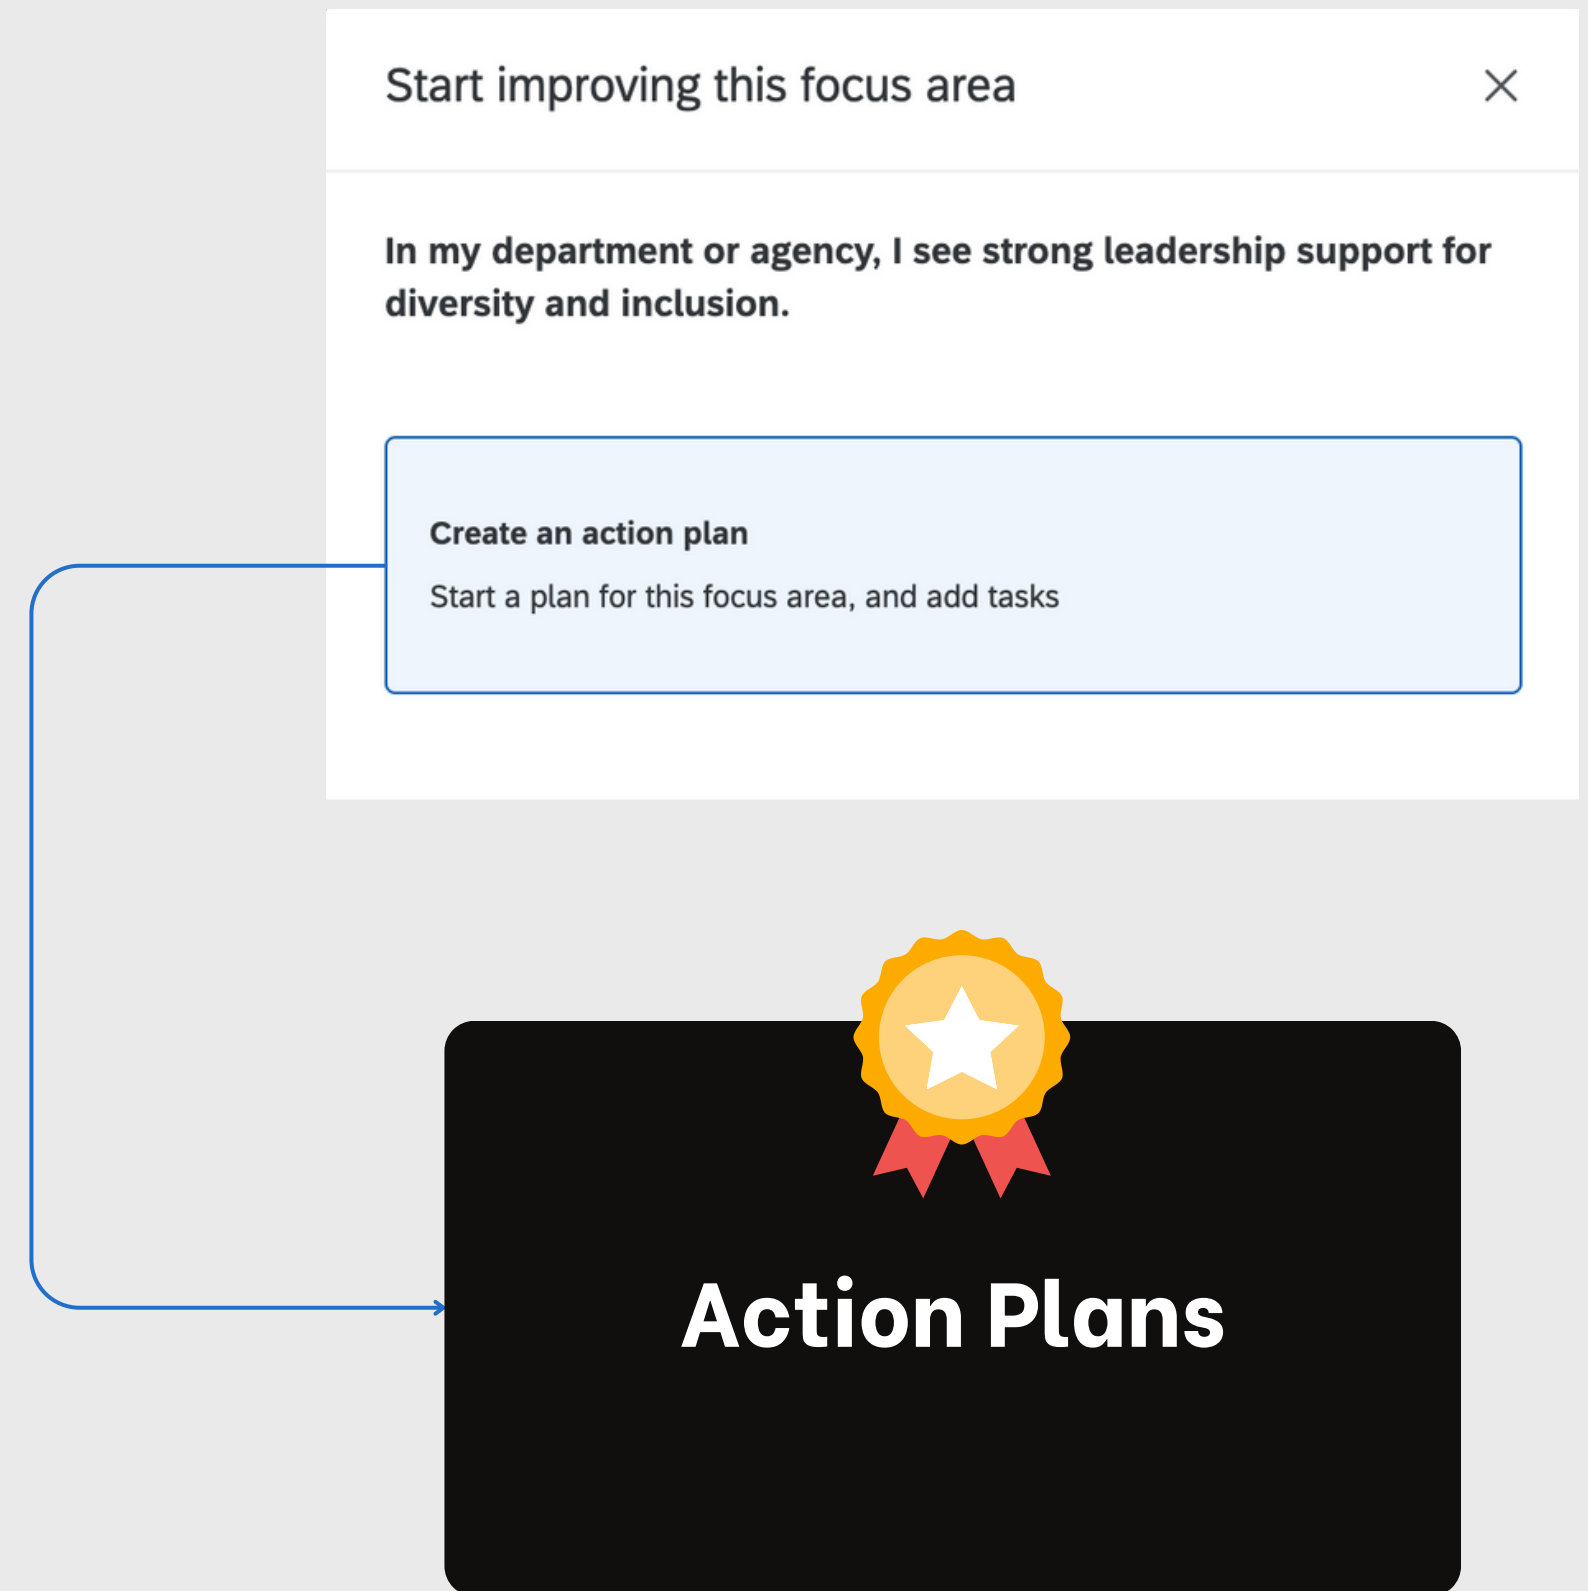 Start improving this focus area
In my department or agency, I see strong leadership support for
diversity and inclusion.
Create an action plan
Start a plan for this focus area, and add tasks
Action Plans